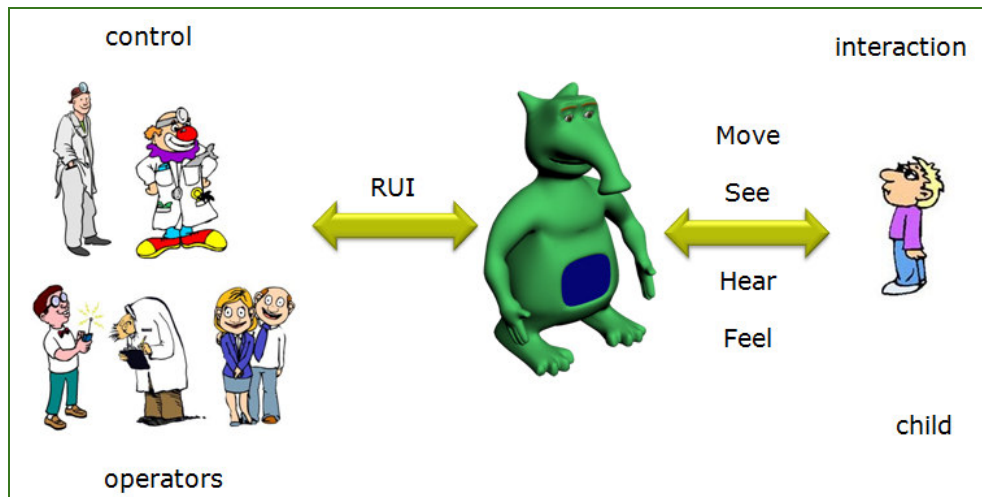 control
interaction
RUI
Move
See
Hear
Feel
child
operators